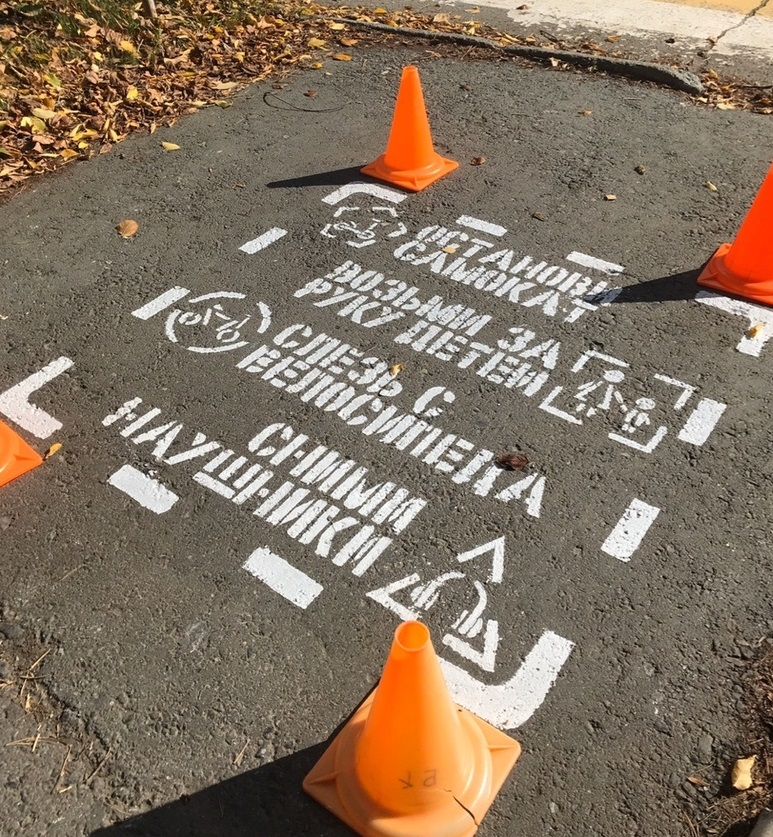 ОСТАНОВИ
САМОКАТ
ВОЗЬМИ ЗА
РУКУ ДЕТЕЙ
СЛЕЗЬ С
ВЕЛОСИПЕДА
СНИМИ
НАУШНИКИ